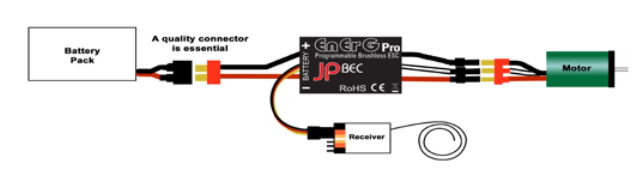 Battery
Pack
A quality connector
is essential
+
BATTERY
−
EnErG Pro
Programmable Brushless ESC
JP BEC
RoHS CE
Motor
Receiver